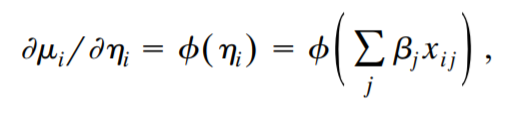 ∂μᵢ/∂ηᵢ = ϕ(ηᵢ) = ϕ(∑ⱼ βⱼxᵢⱼ),